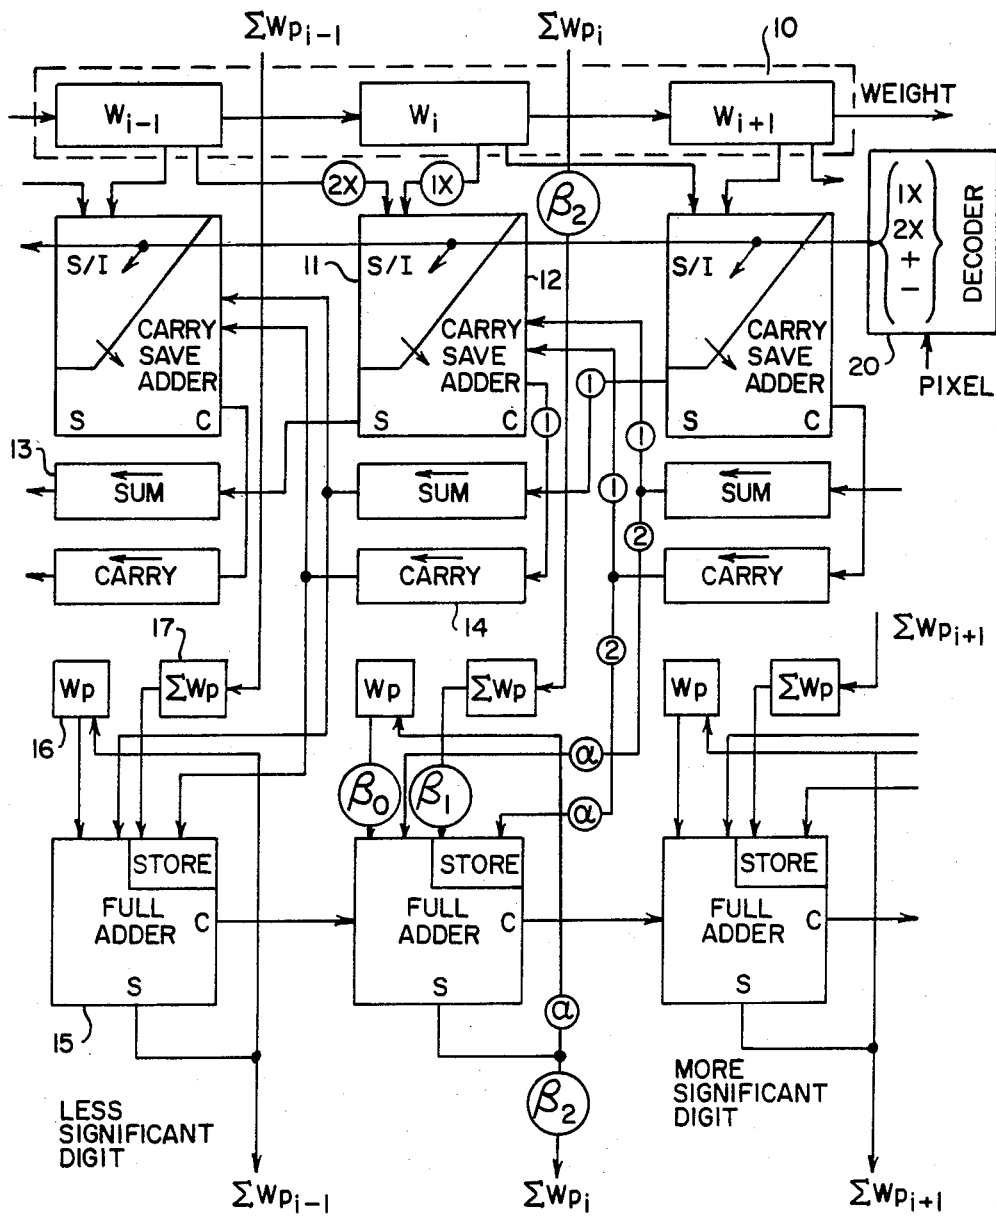 ΣWp_{i-1}
ΣWp_i
10
W_{i-1}
W_i
W_{i+1}
WEIGHT
2X
1X
β2
1X
2X
+
-
DECODER
20
PIXEL
S/I
CARRY SAVE ADDER
S
C
11
S/I
12
CARRY SAVE ADDER
S
C
S/I
CARRY SAVE ADDER
S
C
1
1
1
1
2
2
13
SUM
SUM
SUM
CARRY
CARRY
CARRY
14
ΣWp_{i+1}
17
Wp
ΣWp
Wp
ΣWp
Wp
ΣWp
16
α
α
β0
β1
STORE
FULL ADDER
C
S
STORE
FULL ADDER
C
S
STORE
FULL ADDER
C
S
15
α
β2
LESS
SIGNIFICANT
DIGIT
MORE
SIGNIFICANT
DIGIT
ΣWp_{i-1}
ΣWp_i
ΣWp_{i+1}